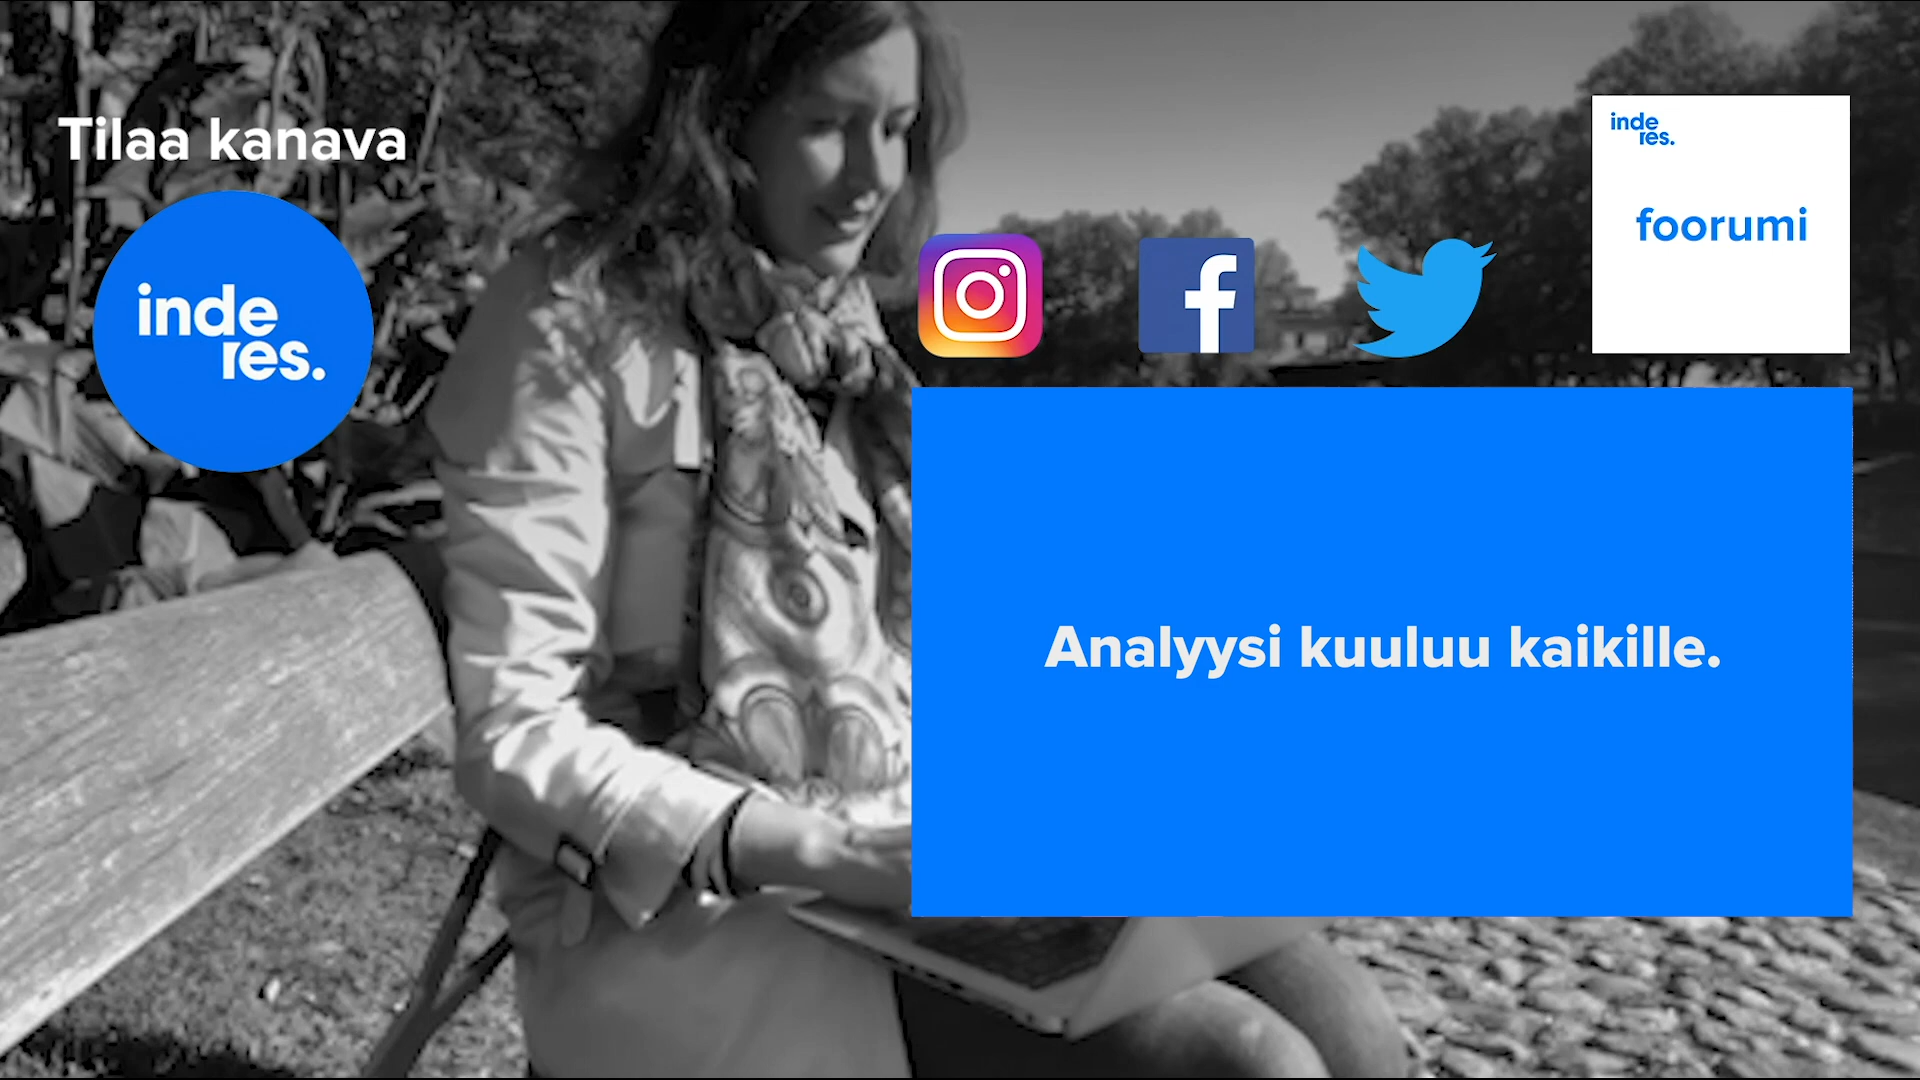 Tilaa kanava
inde
res.
inde
res.
foorumi
Analyysi kuuluu kaikille.